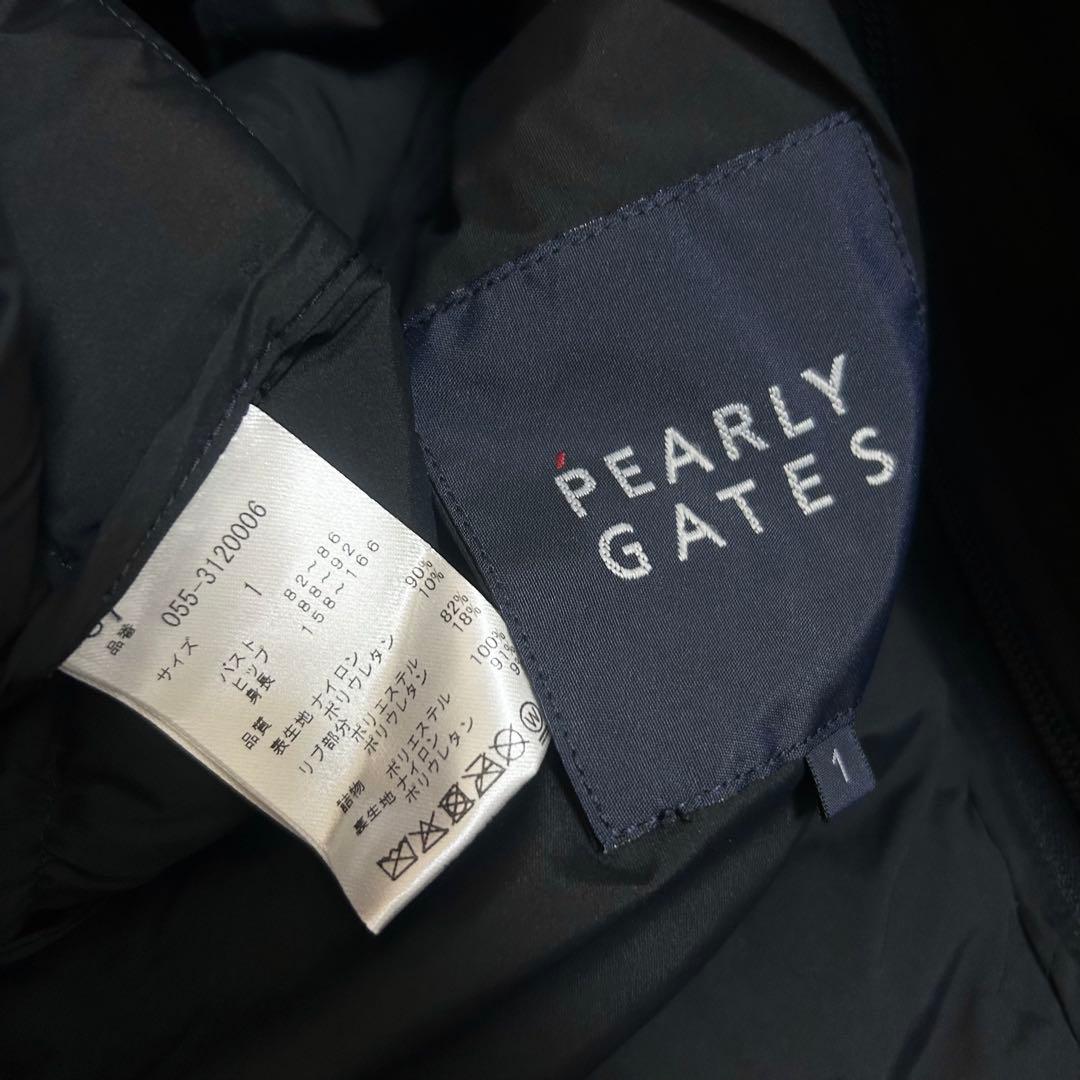 PEARLY
GATES
1
品番 055-3120006
サイズ 1
バスト 82~86
ヒップ 88~92
身長 158~166
品質 表生地 ナイロン 90%
ポリウレタン 10%
リブ部分 ポリエステル 82%
ポリウレタン 18%
詰物 ポリエステル 100%
裏生地 ナイロン
ポリウレタン
W